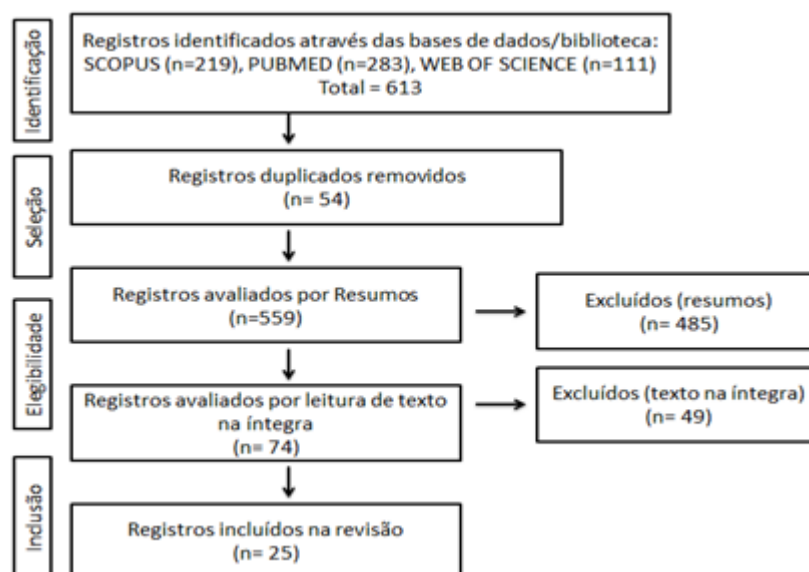 Identificação
Registros identificados através das bases de dados/biblioteca:
SCOPUS (n=219), PUBMED (n=283), WEB OF SCIENCE (n=111)
Total = 613
Seleção
Registros duplicados removidos
(n= 54)
Registros avaliados por Resumos
(n=559)
Excluídos (resumos)
(n= 485)
Elegibilidade
Registros avaliados por leitura de texto
na íntegra
(n= 74)
Excluídos (texto na íntegra)
(n= 49)
Inclusão
Registros incluídos na revisão
(n= 25)